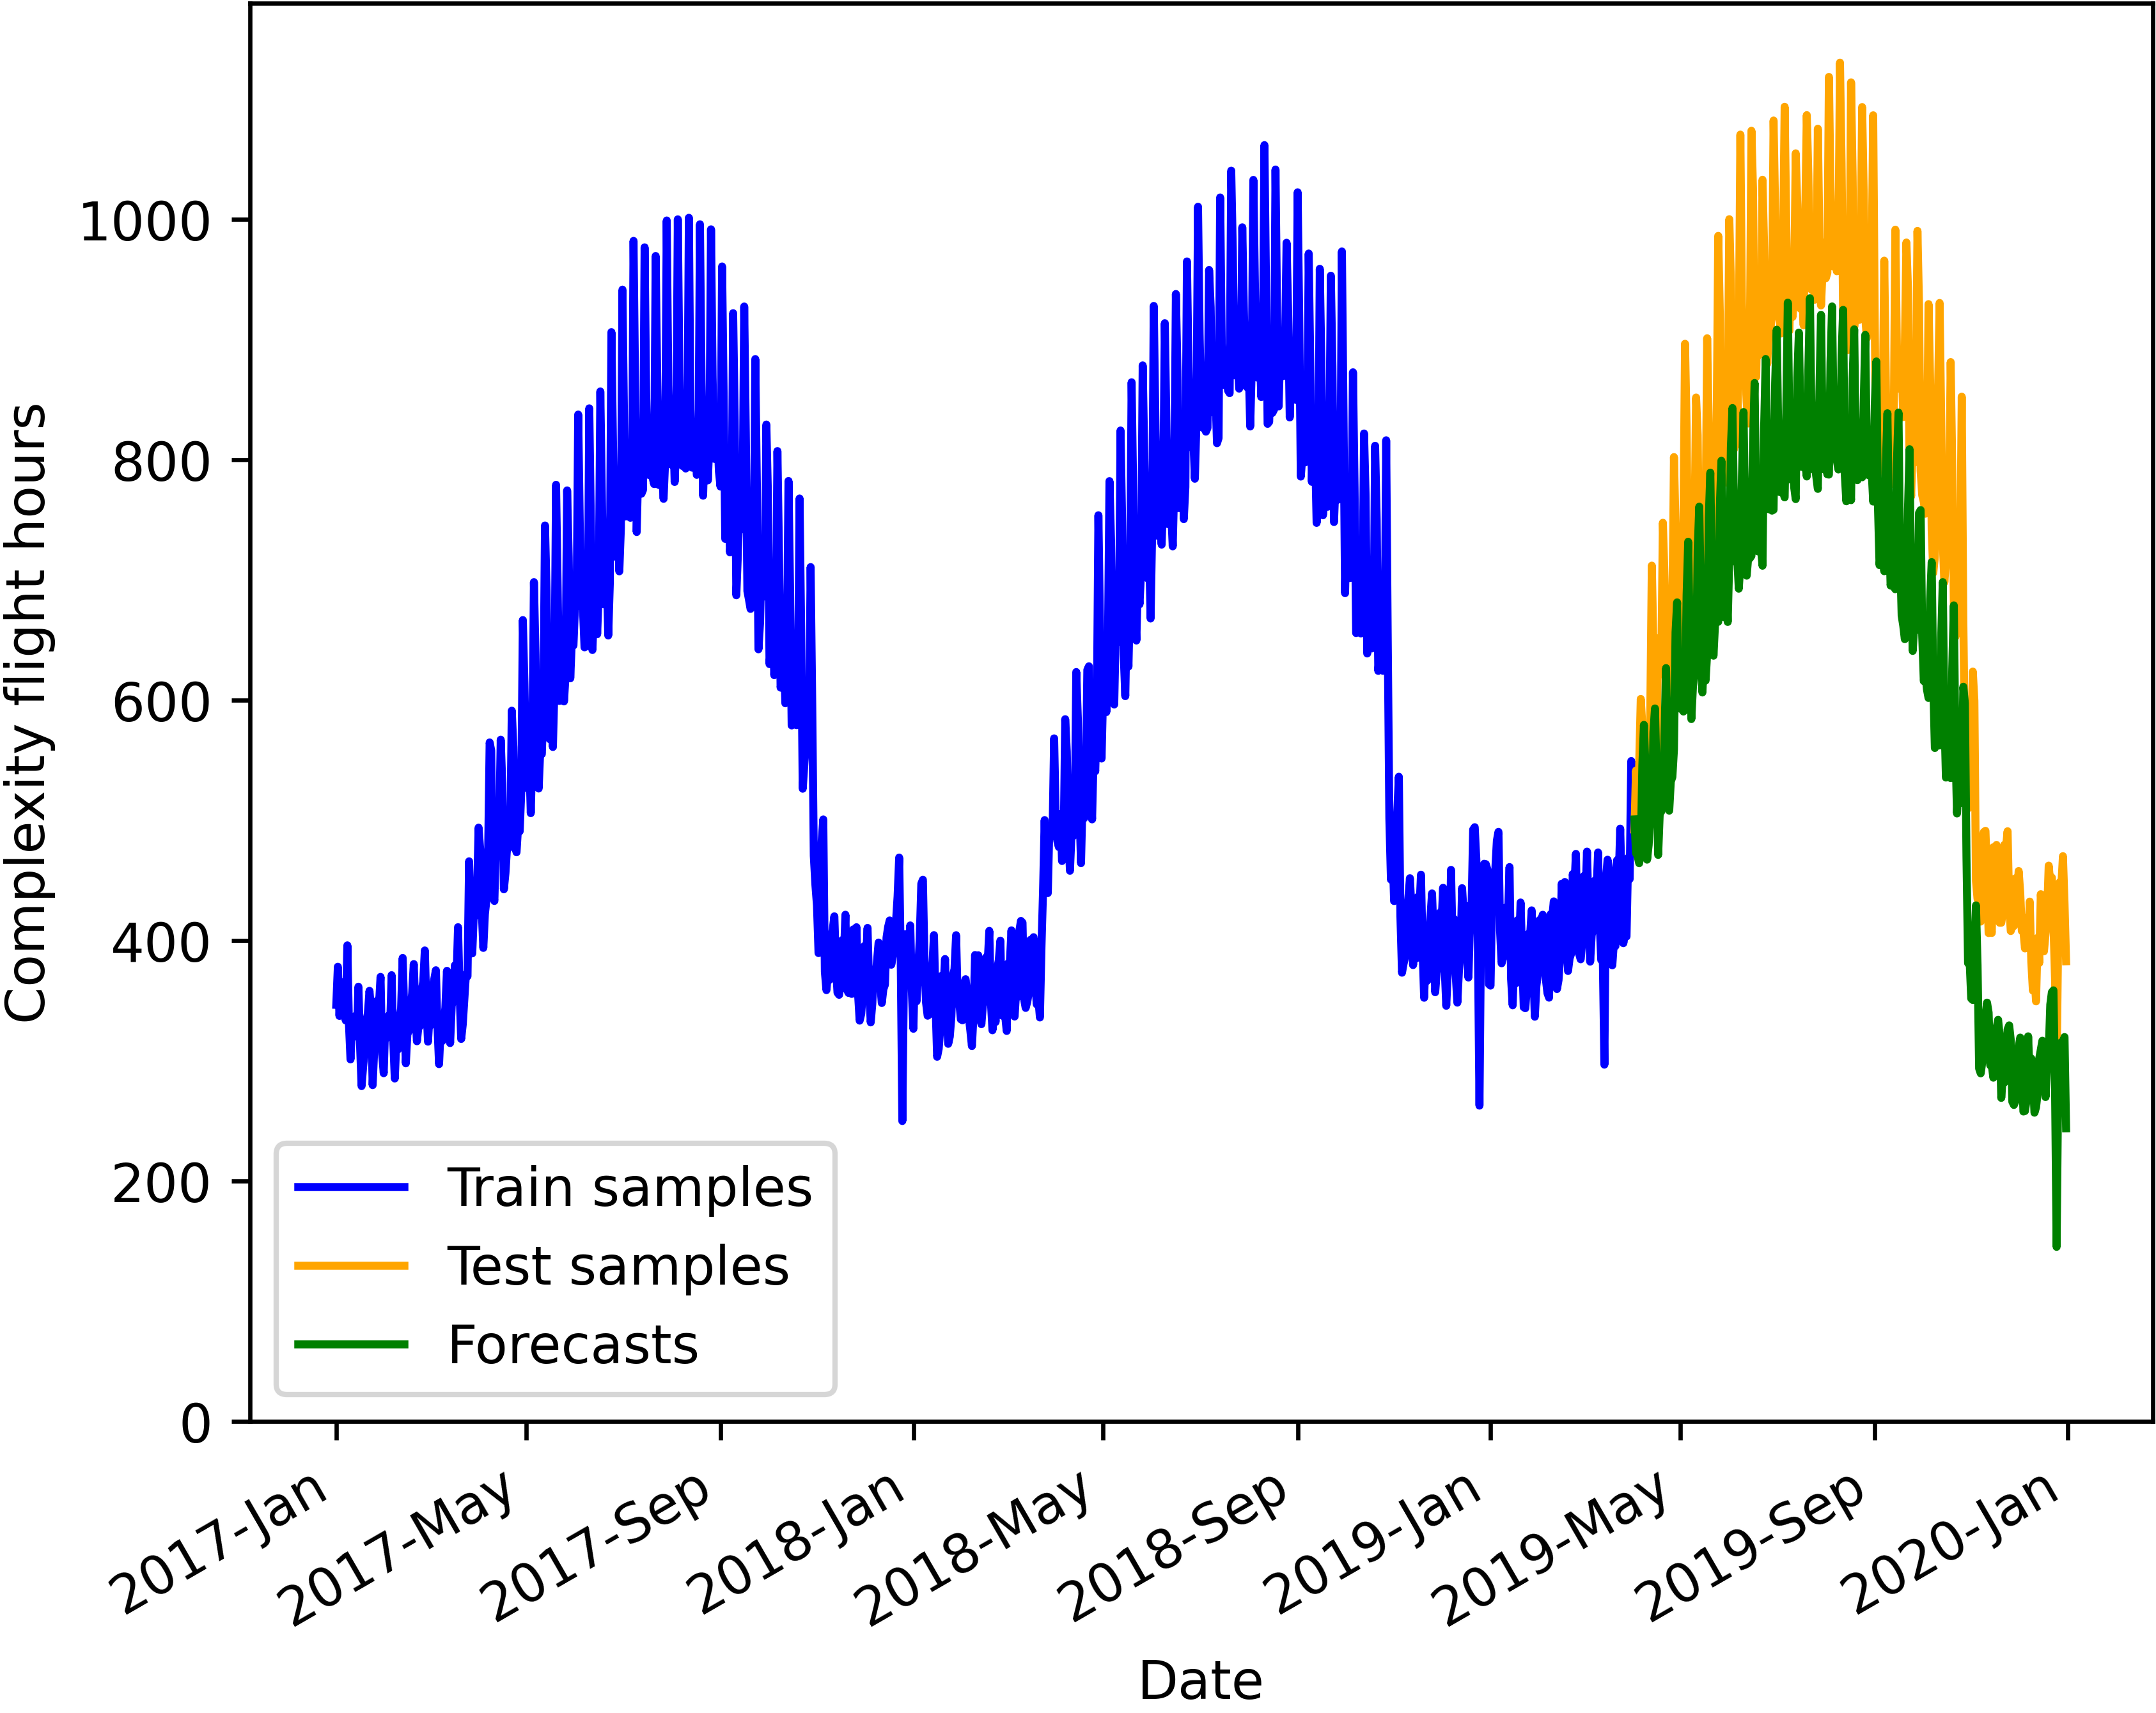 Complexity flight hours
1000
800
600
400
200
0
Train samples
Test samples
Forecasts
2017-Jan
2017-May
2017-Sep
2018-Jan
2018-May
2018-Sep
2019-Jan
2019-May
2019-Sep
2020-Jan
Date